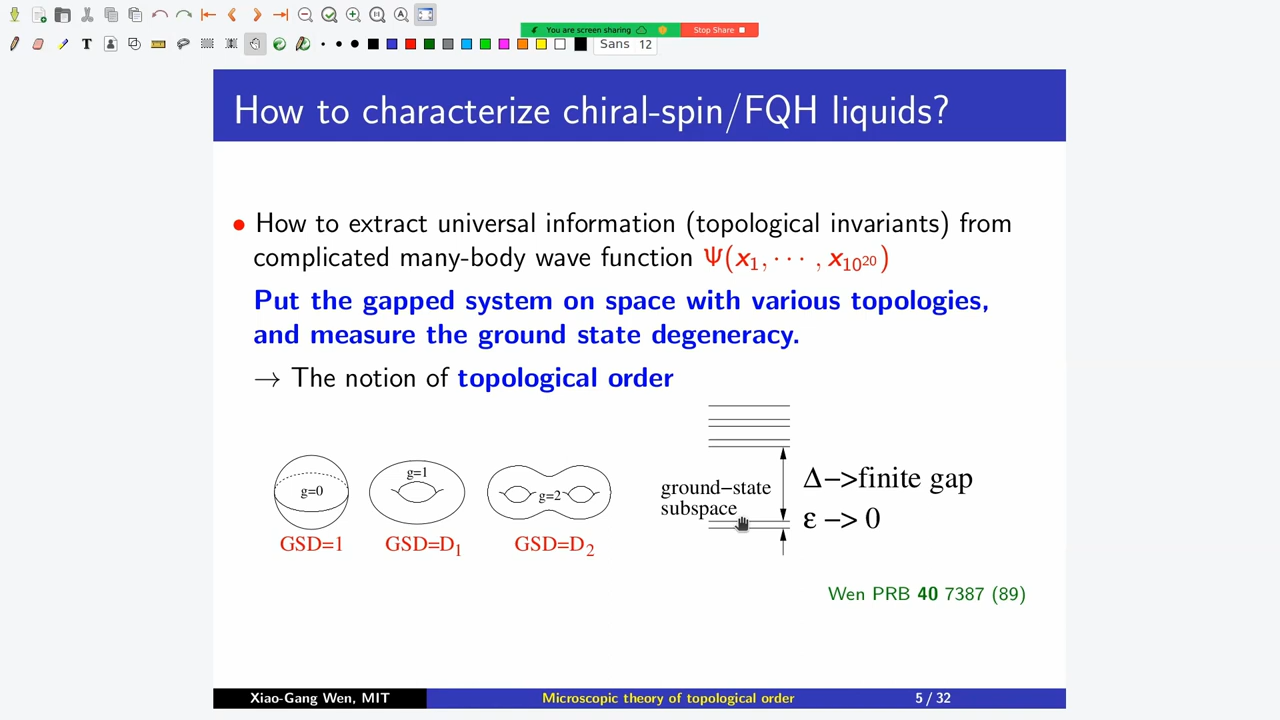 You are screen sharing
Stop Share
T
A
Sans 12
How to characterize chiral-spin/FQH liquids?
• How to extract universal information (topological invariants) from
complicated many-body wave function Ψ(x₁, ⋯ , x₁₀²⁰)
Put the gapped system on space with various topologies,
and measure the ground state degeneracy.
→ The notion of topological order
g=0
g=1
g=2
GSD=1
GSD=D₁
GSD=D₂
ground−state
subspace
Δ−>finite gap
ε −> 0
Wen PRB 40 7387 (89)
Xiao-Gang Wen, MIT
Microscopic theory of topological order
5 / 32